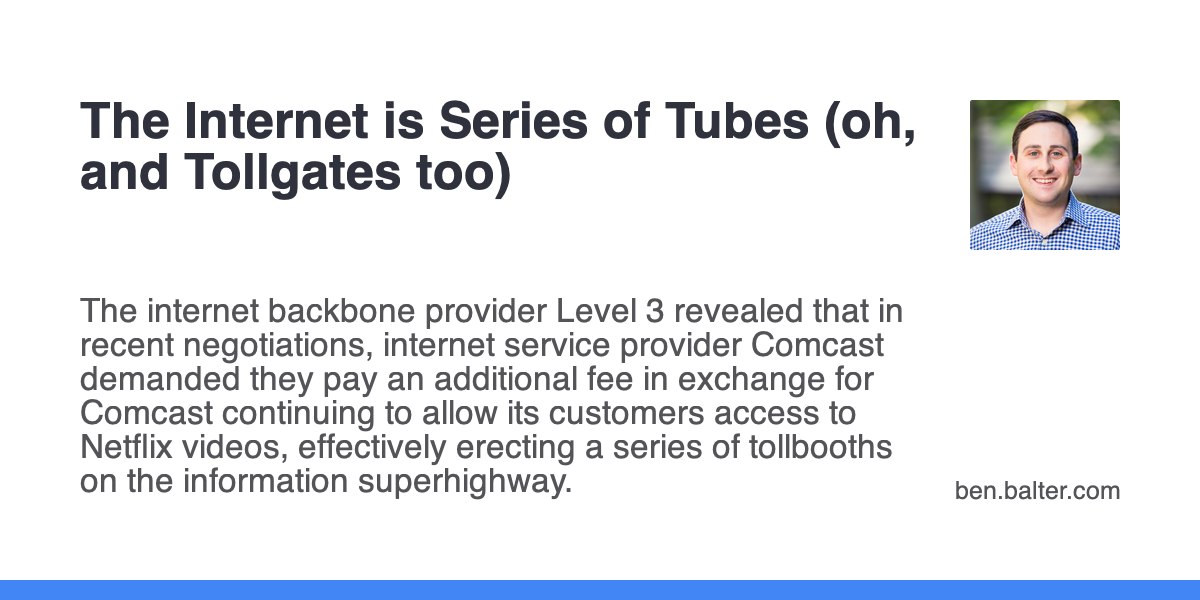 The Internet is Series of Tubes (oh,
and Tollgates too)
The internet backbone provider Level 3 revealed that in
recent negotiations, internet service provider Comcast
demanded they pay an additional fee in exchange for
Comcast continuing to allow its customers access to
Netflix videos, effectively erecting a series of tollbooths
on the information superhighway.
ben.balter.com